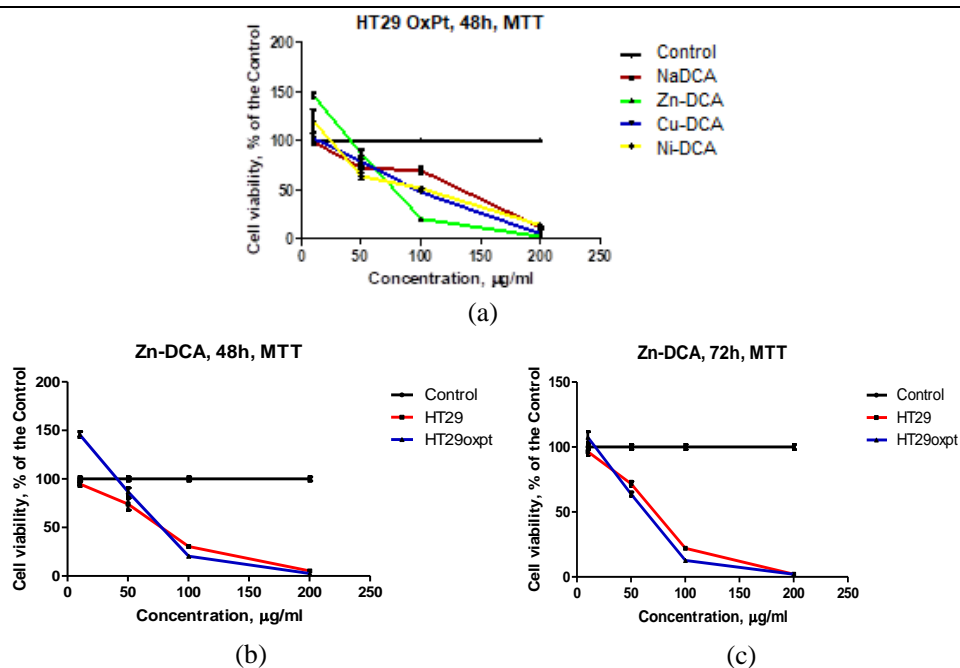 HT29 OxPt, 48h, MTT
Cell viability, % of the Control
200
150
100
50
0
0 50 100 150 200 250
Concentration, µg/ml
Control
NaDCA
Zn-DCA
Cu-DCA
Ni-DCA
(a)
Zn-DCA, 48h, MTT
Cell viability, % of the Control
200
150
100
50
0
0 50 100 150 200 250
Concentration, µg/ml
Control
HT29
HT29oxpt
(b)
Zn-DCA, 72h, MTT
Cell viability, % of the Control
150
100
50
0
0 50 100 150 200 250
Concentration, µg/ml
Control
HT29
HT29oxpt
(c)